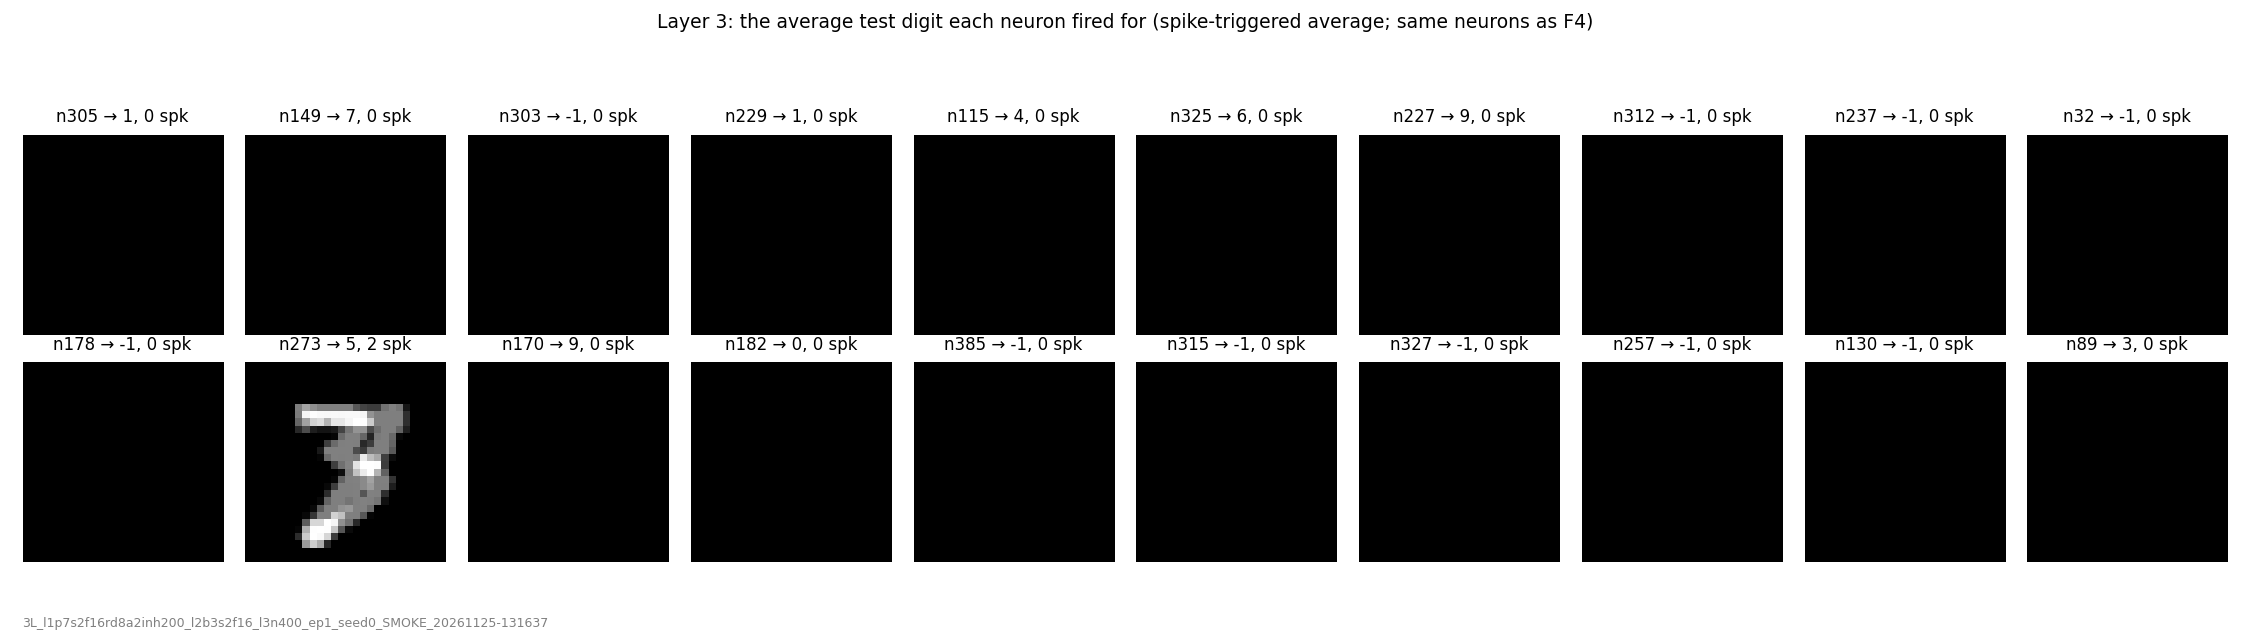 Layer 3: the average test digit each neuron fired for (spike-triggered average; same neurons as F4)
n305 → 1, 0 spk n149 → 7, 0 spk n303 → -1, 0 spk n229 → 1, 0 spk n115 → 4, 0 spk n325 → 6, 0 spk n227 → 9, 0 spk n312 → -1, 0 spk n237 → -1, 0 spk n32 → -1, 0 spk
n178 → -1, 0 spk n273 → 5, 2 spk n170 → 9, 0 spk n182 → 0, 0 spk n385 → -1, 0 spk n315 → -1, 0 spk n327 → -1, 0 spk n257 → -1, 0 spk n130 → -1, 0 spk n89 → 3, 0 spk
3L_l1p7s2f16rd8a2inh200_l2b3s2f16_l3n400_ep1_seed0_SMOKE_20261125-131637